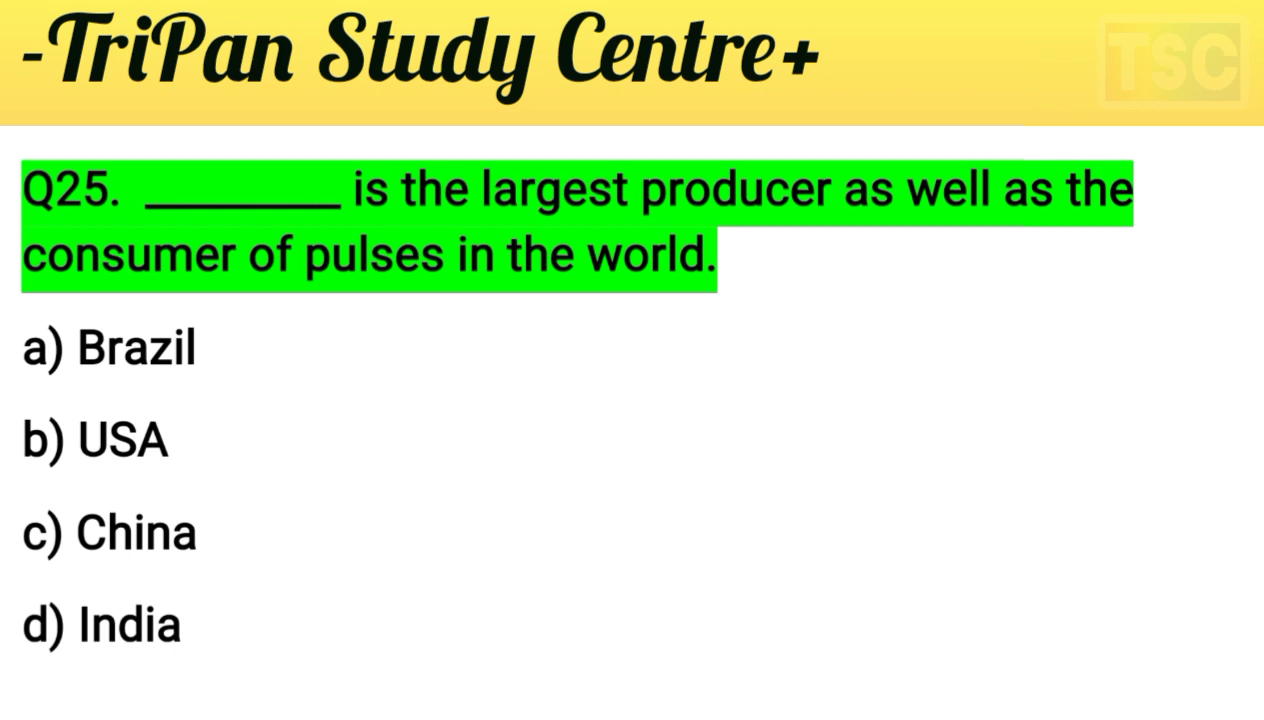 -TriPan Study Centre+
TSC
Q25. ________ is the largest producer as well as the
consumer of pulses in the world.
a) Brazil
b) USA
c) China
d) India